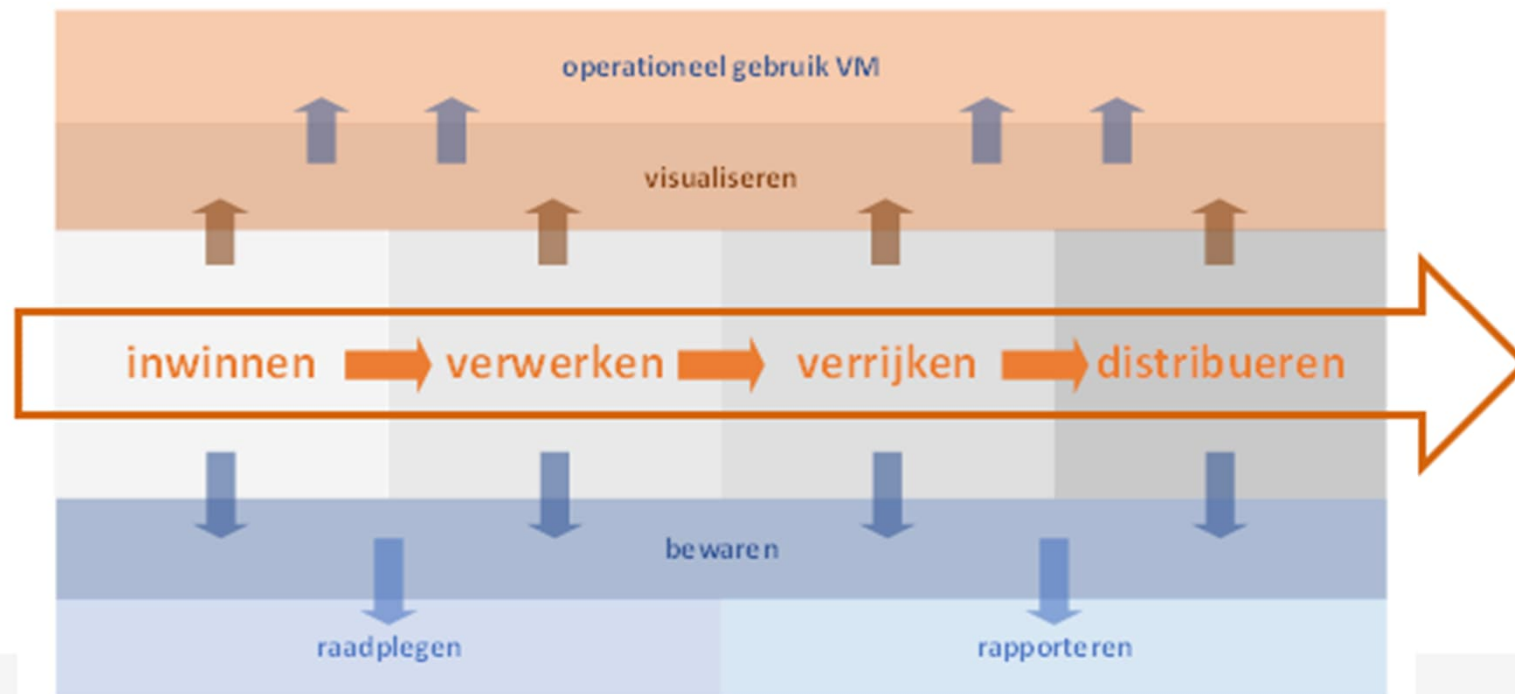 operationeel gebruik VM
visualiseren
inwinnen verwerken verrijken distribueren
bewaren
raadplegen rapporteren